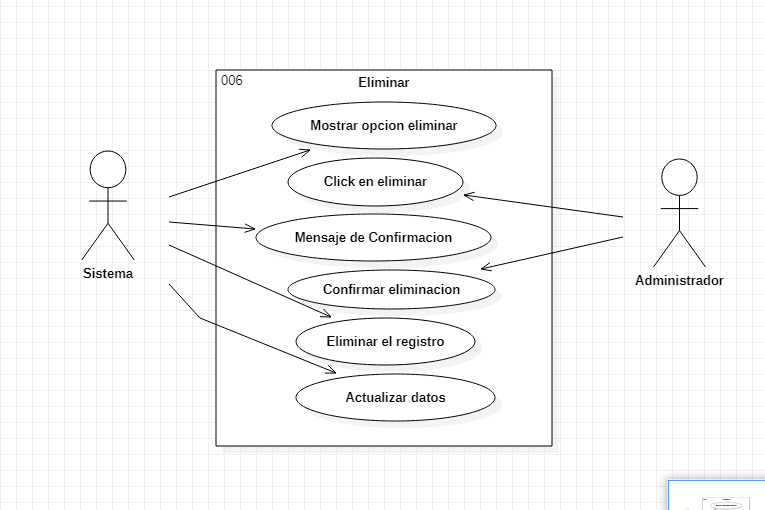 006
Eliminar
Mostrar opcion eliminar
Click en eliminar
Mensaje de Confirmacion
Confirmar eliminacion
Eliminar el registro
Actualizar datos
Sistema
Administrador